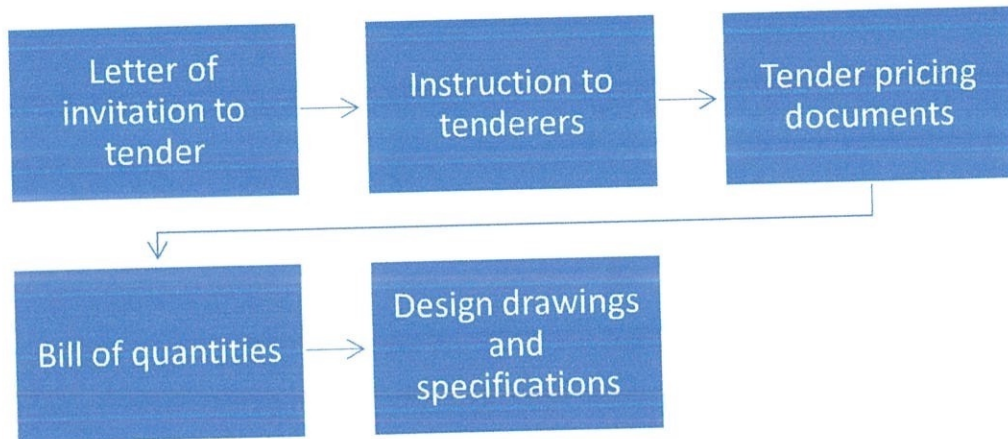 Letter of
invitation to
tender
Instruction to
tenderers
Tender pricing
documents
Bill of quantities
Design drawings
and
specifications